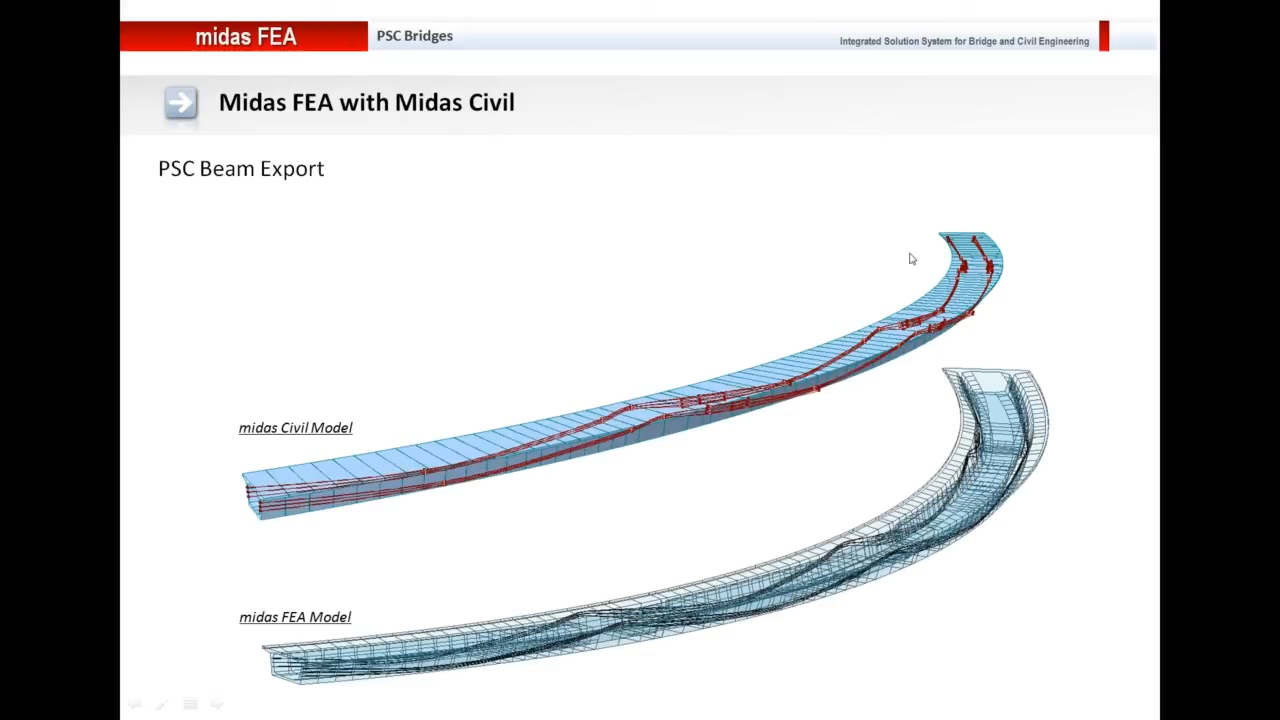 midas FEA
PSC Bridges
Integrated Solution System for Bridge and Civil Engineering
Midas FEA with Midas Civil
PSC Beam Export
midas Civil Model
midas FEA Model